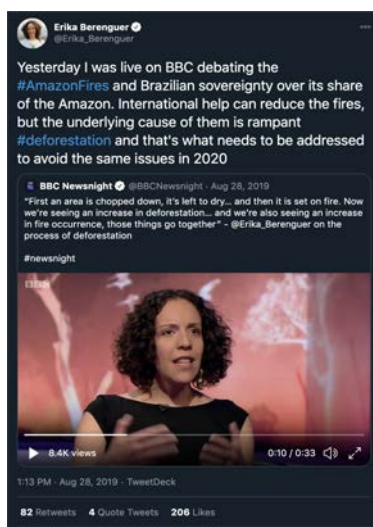 Erika Berenguer
@Erika_Berenguer
Yesterday I was live on BBC debating the
#AmazonFires and Brazilian sovereignty over its share
of the Amazon. International help can reduce the fires,
but the underlying cause of them is rampant
#deforestation and that's what needs to be addressed
to avoid the same issues in 2020
BBC Newsnight @BBCNewsnight · Aug 28, 2019
"First an area is chopped down, it's left to dry... and then it is set on fire. Now
we're seeing an increase in deforestation... and we're also seeing an increase
in fire occurrence, those things go together" - @Erika_Berenguer on the
process of deforestation
#newsnight
BBC
8.4K views
0:10 / 0:33
1:13 PM · Aug 28, 2019 · TweetDeck
82 Retweets 4 Quote Tweets 206 Likes